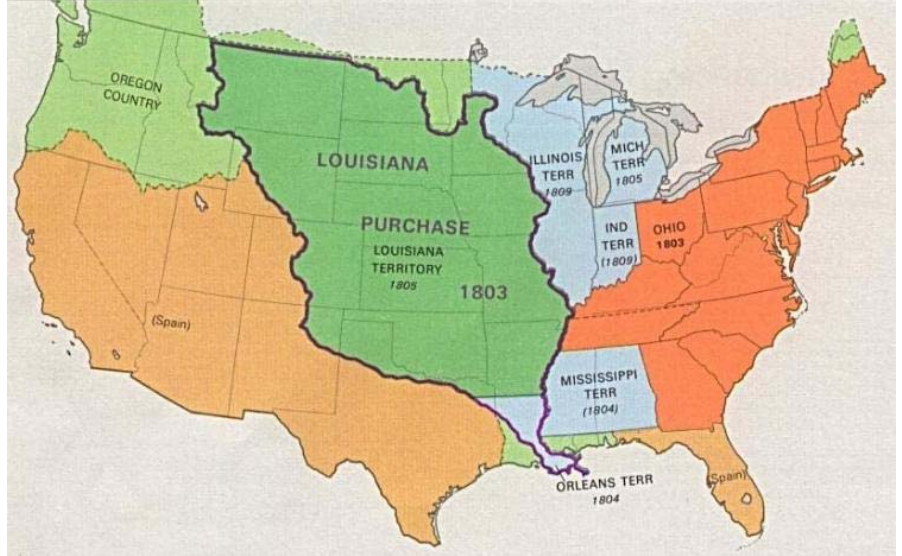 OREGON
COUNTRY
LOUISIANA
PURCHASE
LOUISIANA
TERRITORY
1805
1803
ILLINOIS
TERR
1809
MICH
TERR
1805
IND
TERR
(1809)
OHIO
1803
(Spain)
MISSISSIPPI
TERR
(1804)
ORLEANS TERR
1804
(Spain)